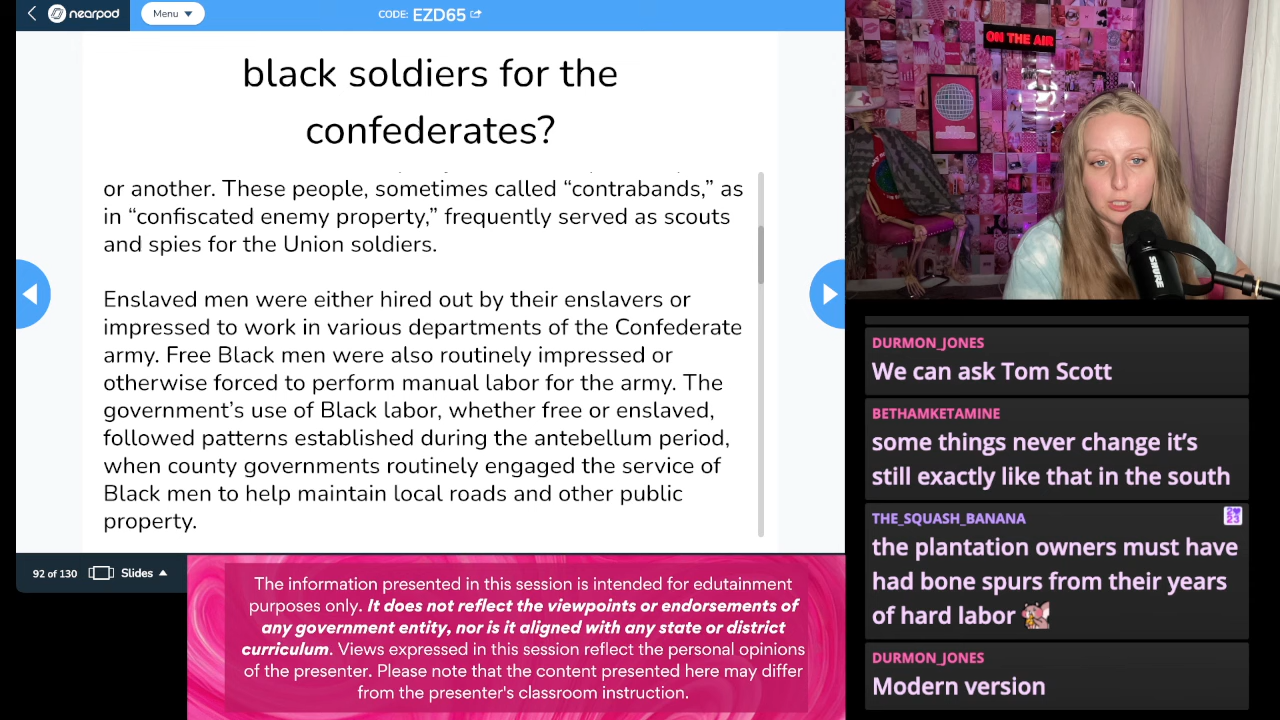 nearpod
Menu
CODE: EZD65
black soldiers for the
confederates?
or another. These people, sometimes called “contrabands,” as
in “confiscated enemy property,” frequently served as scouts
and spies for the Union soldiers.
Enslaved men were either hired out by their enslavers or
impressed to work in various departments of the Confederate
army. Free Black men were also routinely impressed or
otherwise forced to perform manual labor for the army. The
government’s use of Black labor, whether free or enslaved,
followed patterns established during the antebellum period,
when county governments routinely engaged the service of
Black men to help maintain local roads and other public
property.
92 of 130
Slides
The information presented in this session is intended for edutainment
purposes only. It does not reflect the viewpoints or endorsements of
any government entity, nor is it aligned with any state or district
curriculum. Views expressed in this session reflect the personal opinions
of the presenter. Please note that the content presented here may differ
from the presenter's classroom instruction.
ON THE AIR
SHURE
DURMON_JONES
We can ask Tom Scott
BETHAMKETAMINE
some things never change it’s
still exactly like that in the south
THE_SQUASH_BANANA
the plantation owners must have
had bone spurs from their years
of hard labor
DURMON_JONES
Modern version